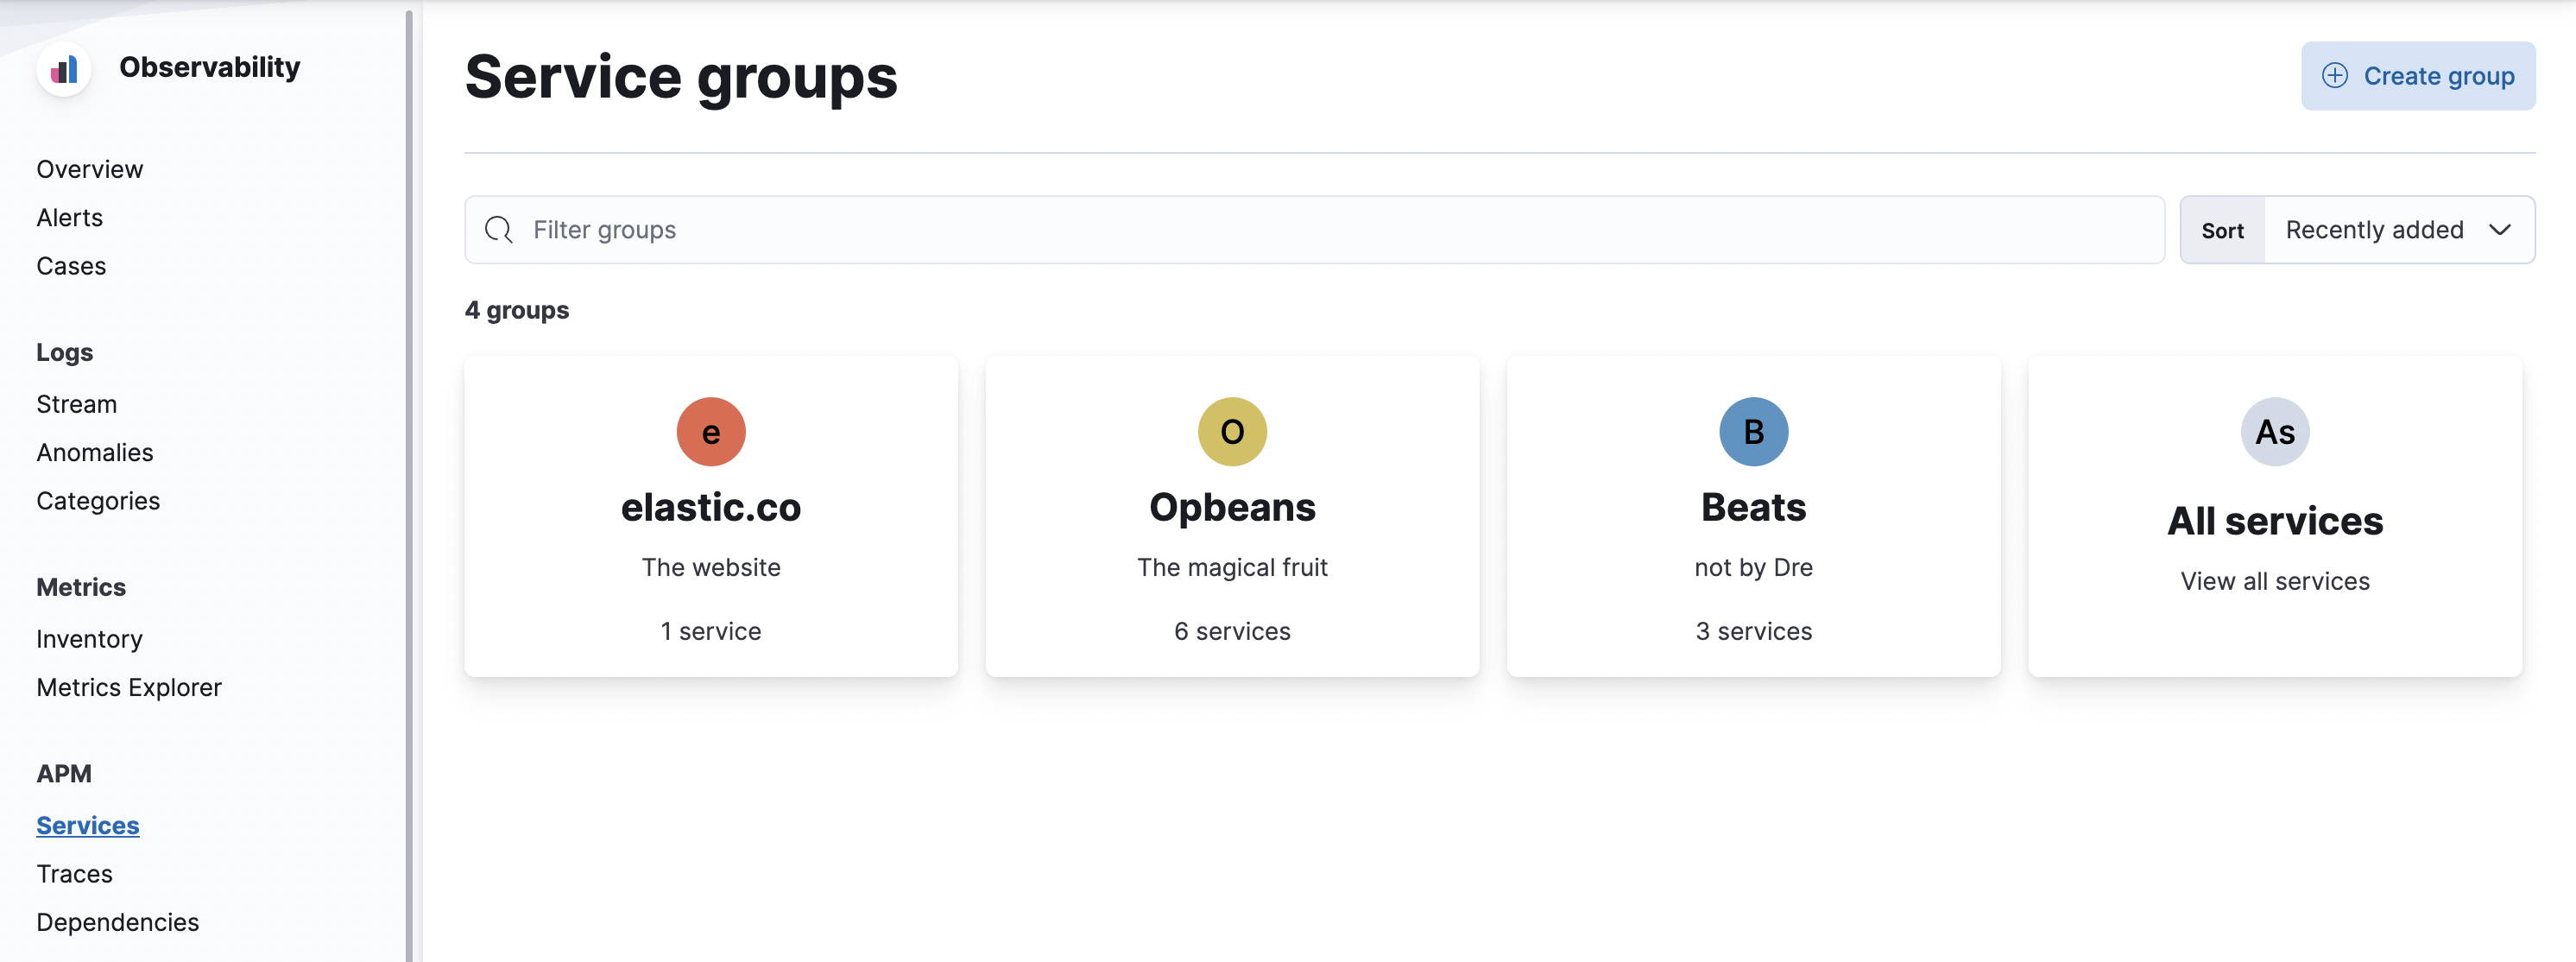 Observability
Overview
Alerts
Cases
Logs
Stream
Anomalies
Categories
Metrics
Inventory
Metrics Explorer
APM
Services
Traces
Dependencies
Service groups
Create group
Filter groups
Sort Recently added
4 groups
e
elastic.co
The website
1 service
O
Opbeans
The magical fruit
6 services
B
Beats
not by Dre
3 services
As
All services
View all services